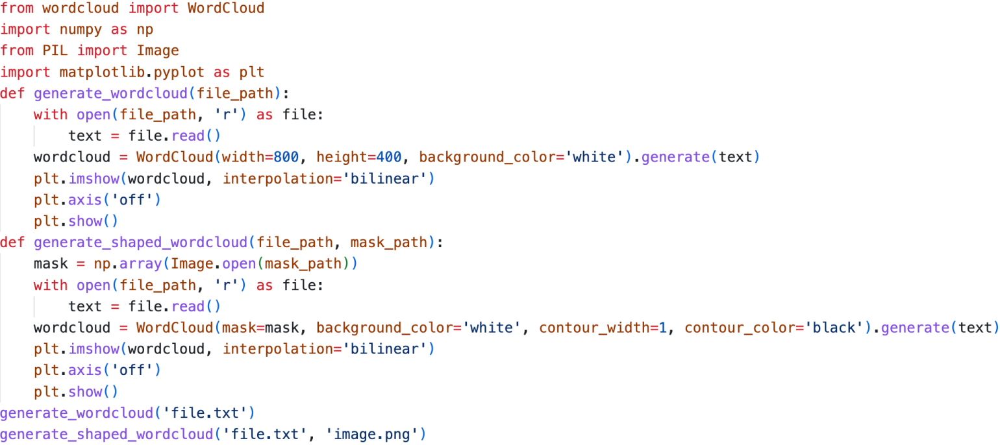 from wordcloud import WordCloud
import numpy as np
from PIL import Image
import matplotlib.pyplot as plt
def generate_wordcloud(file_path):
    with open(file_path, 'r') as file:
        text = file.read()
    wordcloud = WordCloud(width=800, height=400, background_color='white').generate(text)
    plt.imshow(wordcloud, interpolation='bilinear')
    plt.axis('off')
    plt.show()
def generate_shaped_wordcloud(file_path, mask_path):
    mask = np.array(Image.open(mask_path))
    with open(file_path, 'r') as file:
        text = file.read()
    wordcloud = WordCloud(mask=mask, background_color='white', contour_width=1, contour_color='black').generate(text)
    plt.imshow(wordcloud, interpolation='bilinear')
    plt.axis('off')
    plt.show()
generate_wordcloud('file.txt')
generate_shaped_wordcloud('file.txt', 'image.png')